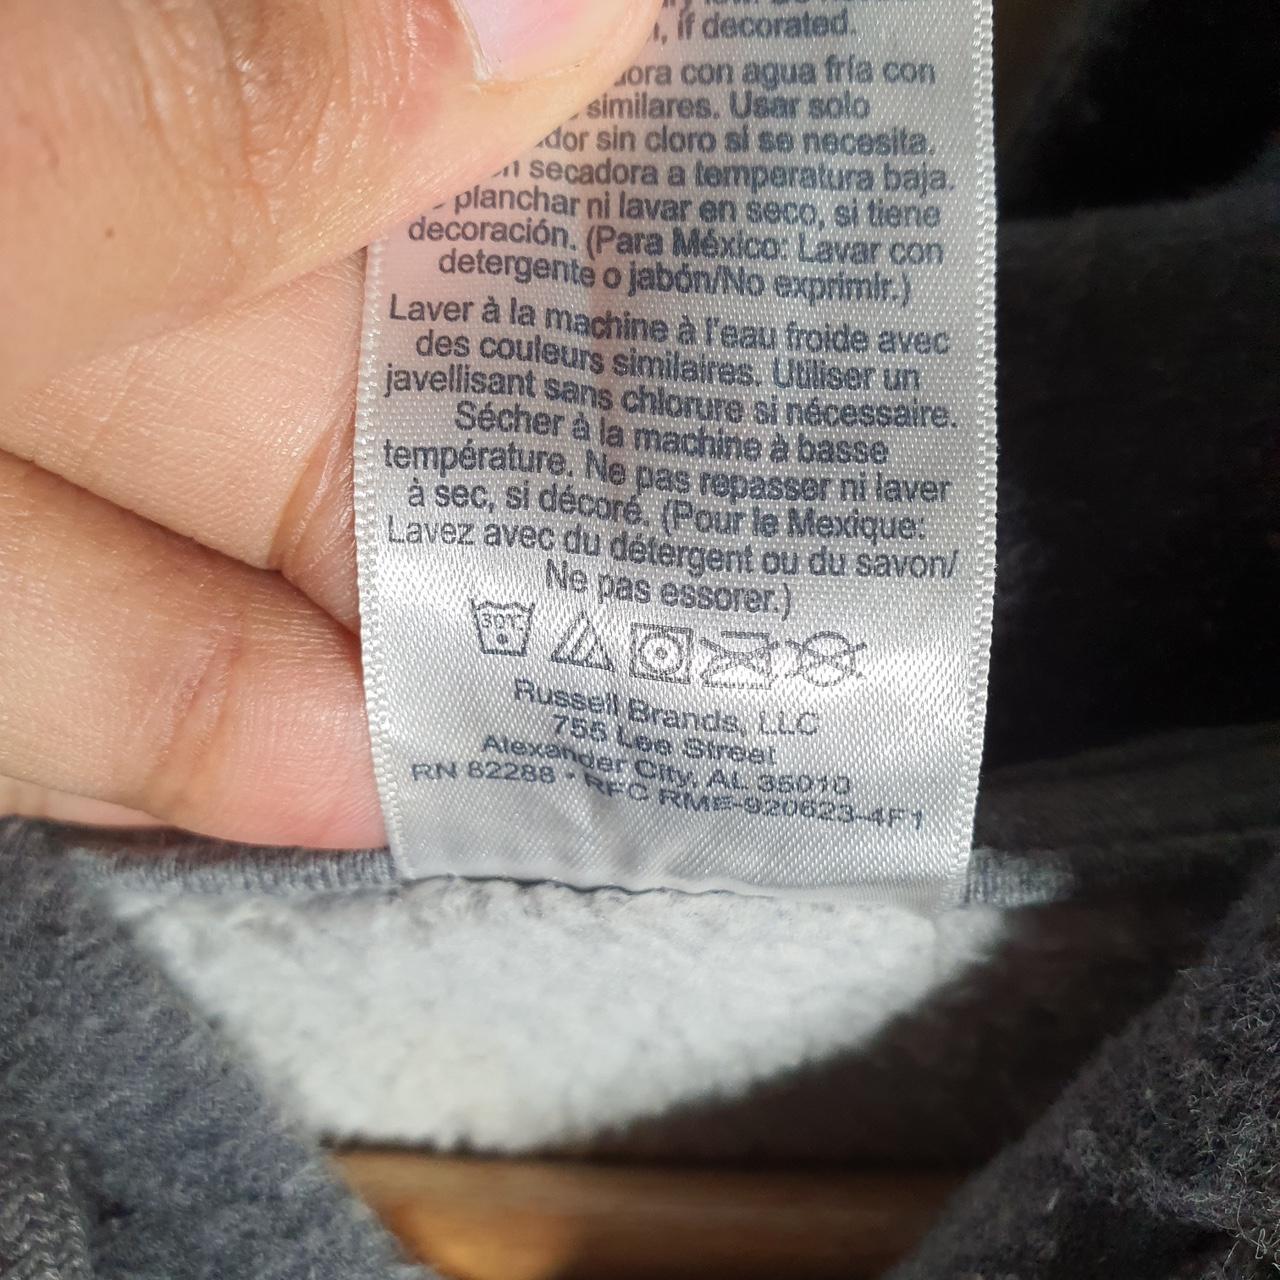 if decorated.
con agua fría con
similares. Usar solo
sin cloro si se necesita.
secadora a temperatura baja.
planchar ni lavar en seco, si tiene
decoración. (Para México: Lavar con
detergente o jabón/No exprimir.)
Laver à la machine à l'eau froide avec
des couleurs similaires. Utiliser un
javellisant sans chlorure si nécessaire.
Sécher à la machine à basse
température. Ne pas repasser ni laver
à sec, si décoré. (Pour le Mexique:
Lavez avec du détergent ou du savon/
Ne pas essorer.)
30°C
Russell Brands, LLC
755 Lee Street
Alexander City, AL 35010
RN 82288 • RFC RME-920623-4F1